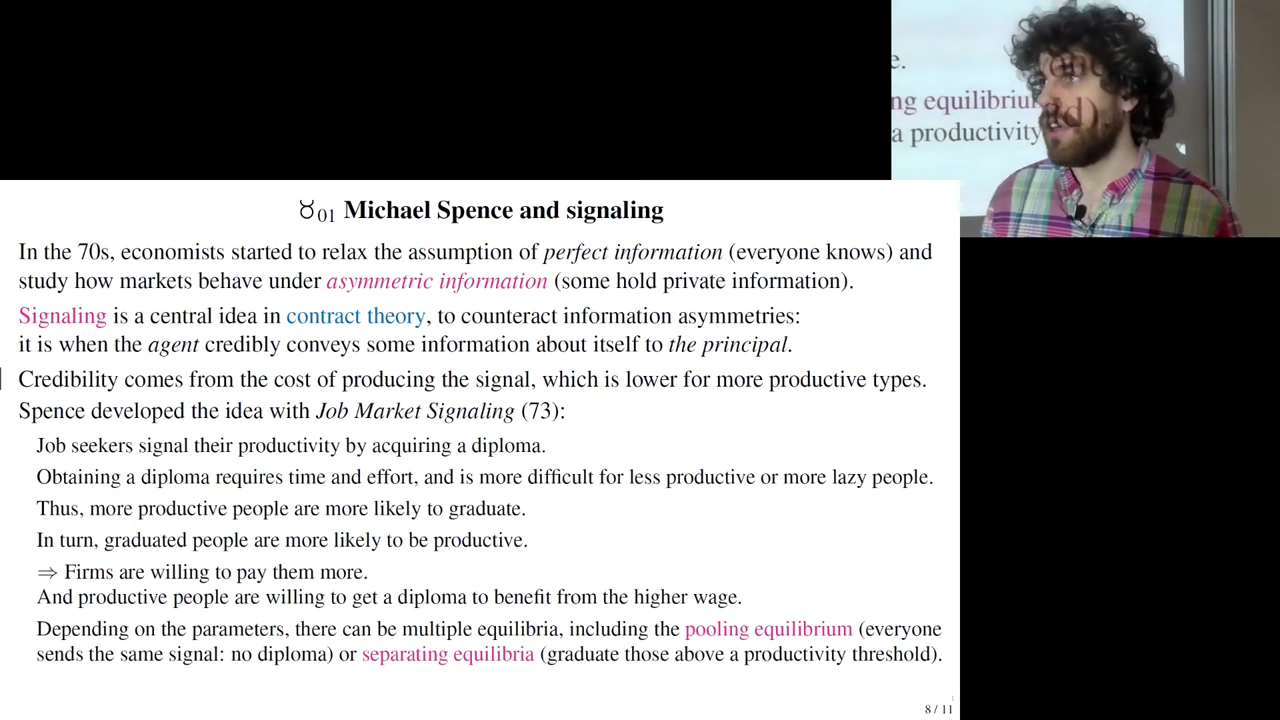 e.
ng equilibriu
d)
a productivity
♉01 Michael Spence and signaling
In the 70s, economists started to relax the assumption of perfect information (everyone knows) and
study how markets behave under asymmetric information (some hold private information).
Signaling is a central idea in contract theory, to counteract information asymmetries:
it is when the agent credibly conveys some information about itself to the principal.
Credibility comes from the cost of producing the signal, which is lower for more productive types.
Spence developed the idea with Job Market Signaling (73):
Job seekers signal their productivity by acquiring a diploma.
Obtaining a diploma requires time and effort, and is more difficult for less productive or more lazy people.
Thus, more productive people are more likely to graduate.
In turn, graduated people are more likely to be productive.
⇒ Firms are willing to pay them more.
And productive people are willing to get a diploma to benefit from the higher wage.
Depending on the parameters, there can be multiple equilibria, including the pooling equilibrium (everyone
sends the same signal: no diploma) or separating equilibria (graduate those above a productivity threshold).
8 / 11